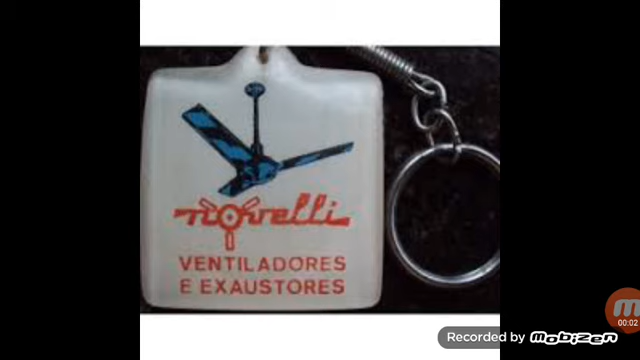 novelli
VENTILADORES
E EXAUSTORES
M
00:02
Recorded by Mobizen